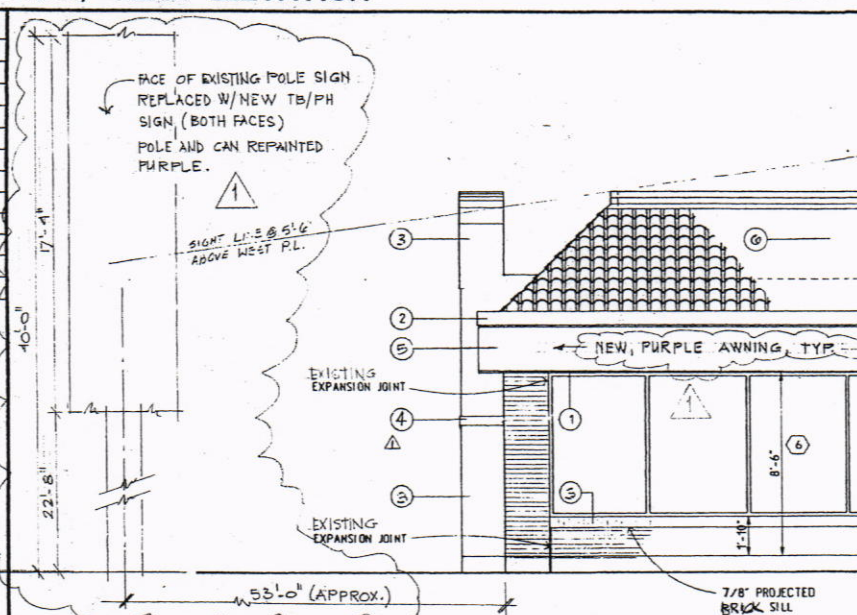 FACE OF EXISTING POLE SIGN
REPLACED W/NEW TB/PH
SIGN (BOTH FACES)
POLE AND CAN REPAINTED
PURPLE.
1
SIGHT LINE @ 5'-6"
ABOVE WEST P.L.
17'-4"
40'-0"
22'-8"
3
6
2
5
NEW, PURPLE AWNING, TYP.
EXISTING
EXPANSION JOINT
4
1
1
1
8'-6"
6
3
5
EXISTING
EXPANSION JOINT
1'-10"
53'-0" (APPROX.)
7/8" PROJECTED
BRICK SILL